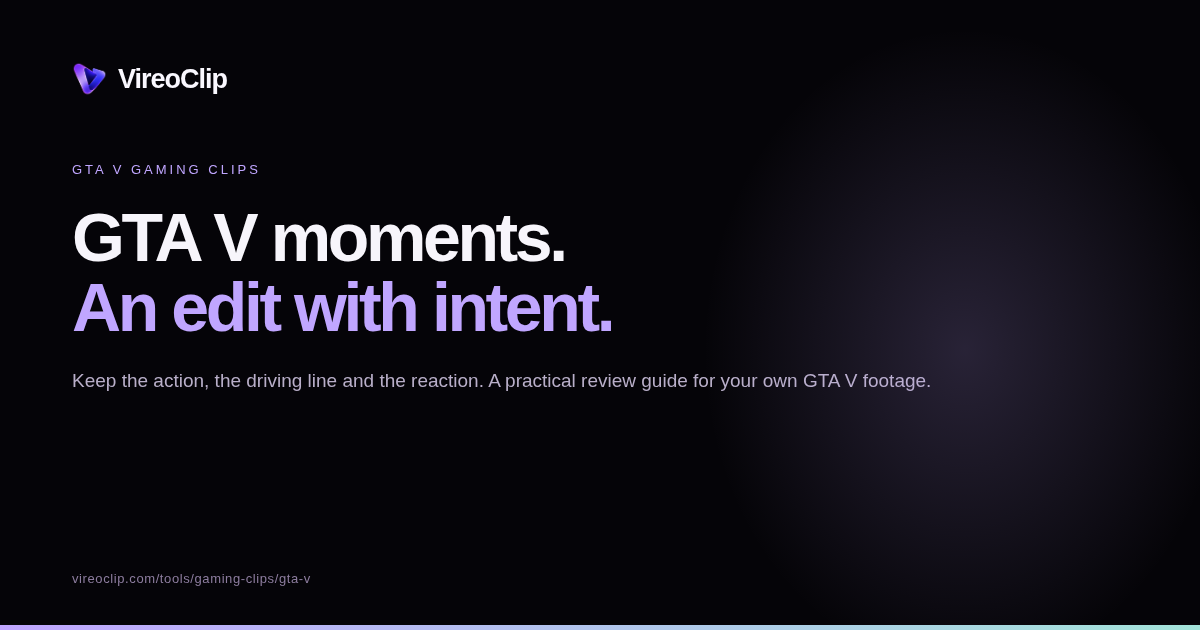 VireoClip
GTA V GAMING CLIPS
GTA V moments.
An edit with intent.
Keep the action, the driving line and the reaction. A practical review guide for your own GTA V footage.
vireoclip.com/tools/gaming-clips/gta-v